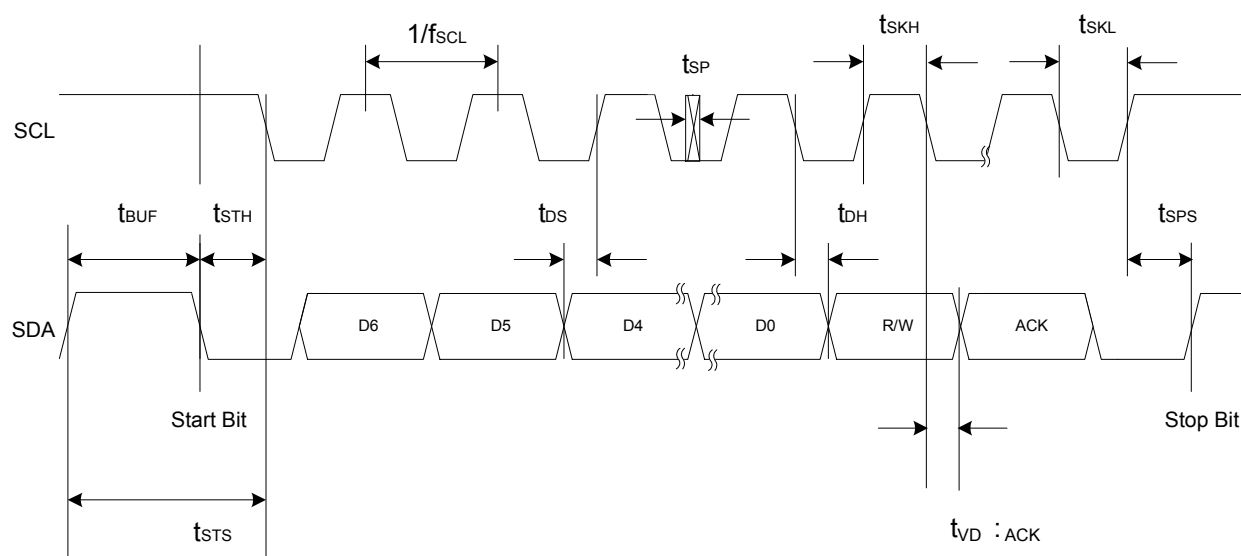 1/fSCL
tSP
tSKH
tSKL
SCL
tBUF
tSTH
tDS
tDH
tSPS
SDA
D6
D5
D4
D0
R/W
ACK
Start Bit
Stop Bit
tSTS
tVD :ACK